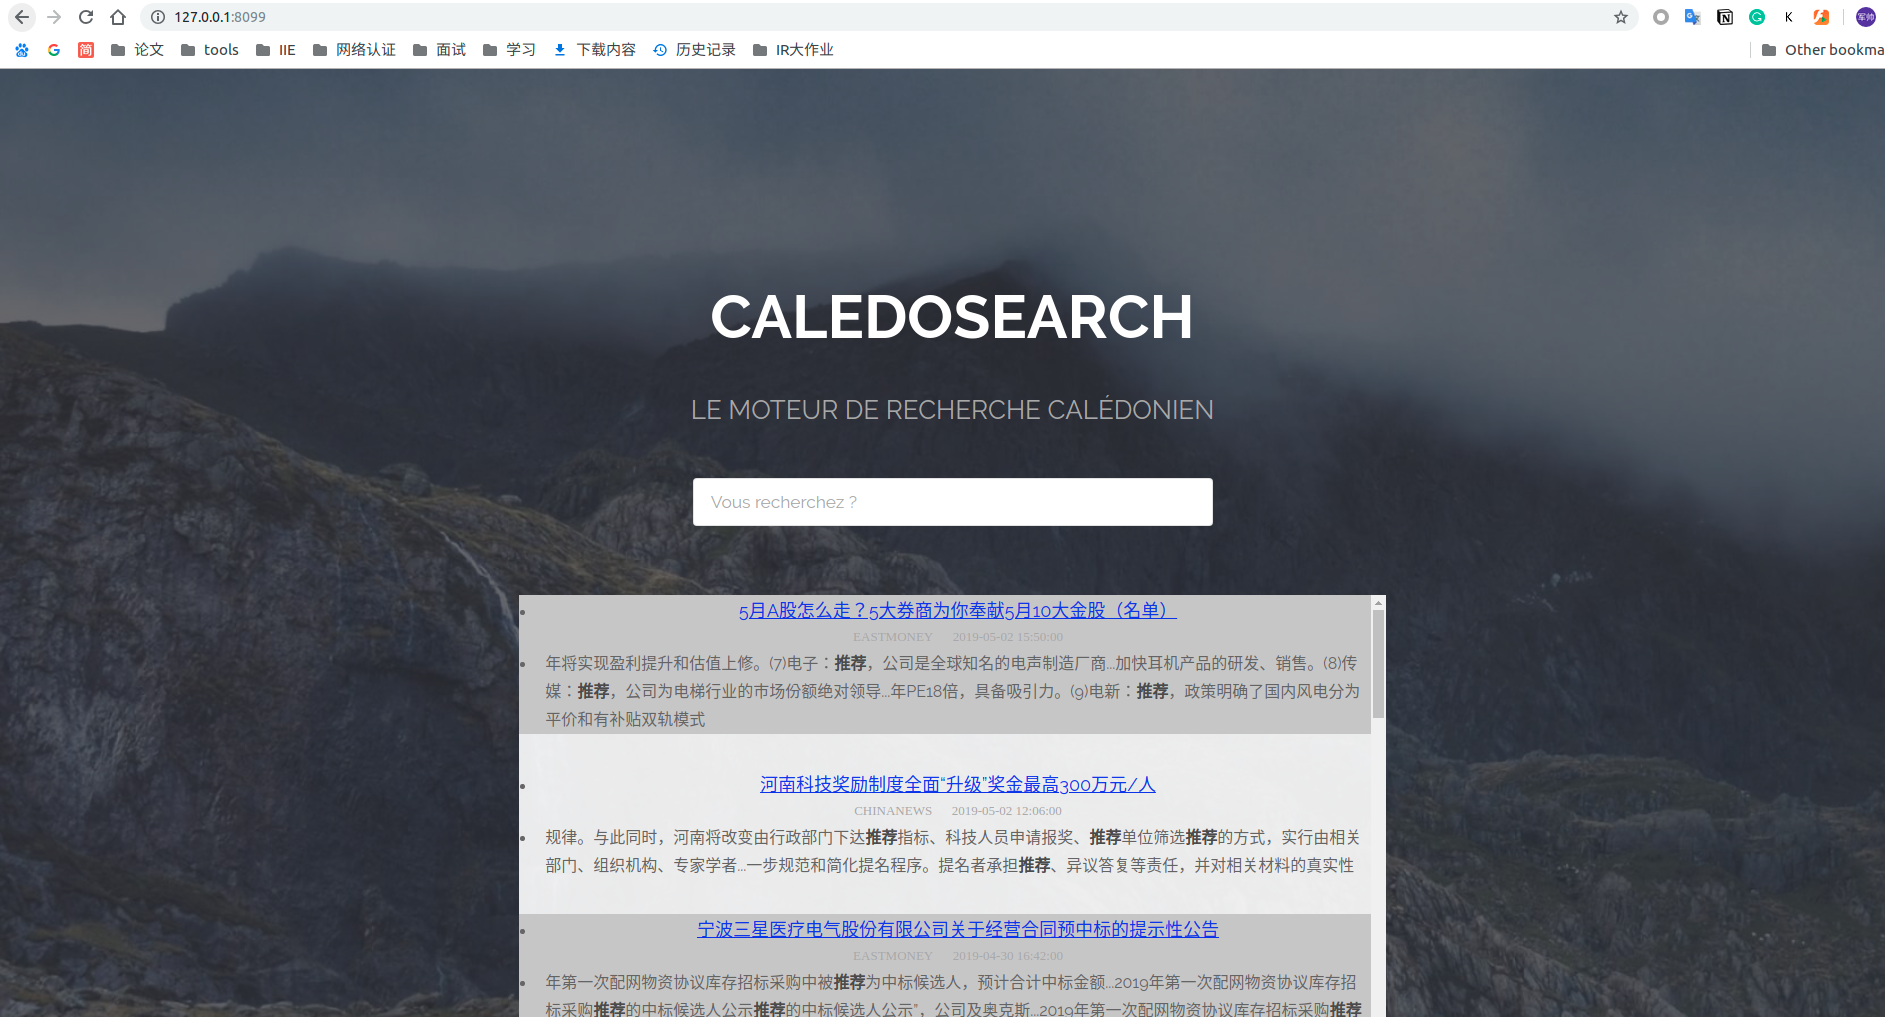 127.0.0.1:8099
军帅
简 论文 tools IIE 网络认证 面试 学习 下载内容 历史记录 IR大作业 Other bookma
CALEDOSEARCH
LE MOTEUR DE RECHERCHE CALÉDONIEN
Vous recherchez ?
5月A股怎么走？5大券商为你奉献5月10大金股（名单）
EASTMONEY 2019-05-02 15:50:00
年将实现盈利提升和估值上修。(7)电子：推荐，公司是全球知名的电声制造厂商...加快耳机产品的研发、销售。(8)传
媒：推荐，公司为电梯行业的市场份额绝对领导...年PE18倍，具备吸引力。(9)电新：推荐，政策明确了国内风电分为
平价和有补贴双轨模式
河南科技奖励制度全面“升级”奖金最高300万元/人
CHINANEWS 2019-05-02 12:06:00
规律。与此同时，河南将改变由行政部门下达推荐指标、科技人员申请报奖、推荐单位筛选推荐的方式，实行由相关
部门、组织机构、专家学者...一步规范和简化提名程序。提名者承担推荐、异议答复等责任，并对相关材料的真实性
宁波三星医疗电气股份有限公司关于经营合同预中标的提示性公告
EASTMONEY 2019-04-30 16:42:00
年第一次配网物资协议库存招标采购中被推荐为中标候选人，预计合计中标金额...2019年第一次配网物资协议库存招
标采购推荐的中标候选人公示推荐的中标候选人公示”，公司及奥克斯...2019年第一次配网物资协议库存招标采购推荐